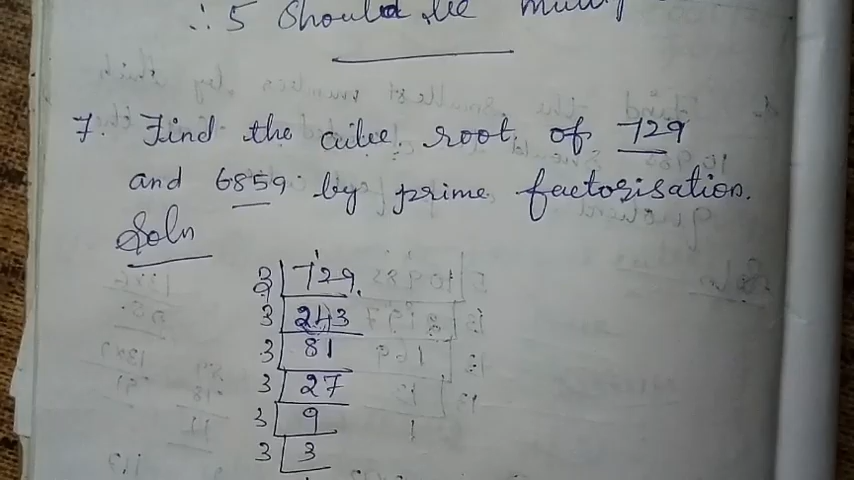 ∴ 5 should be
7. Find the cube root of 729
and 6859 by prime factorisation.
Soln
3 | 729
3 | 243
3 | 81
3 | 27
3 | 9
3 | 3